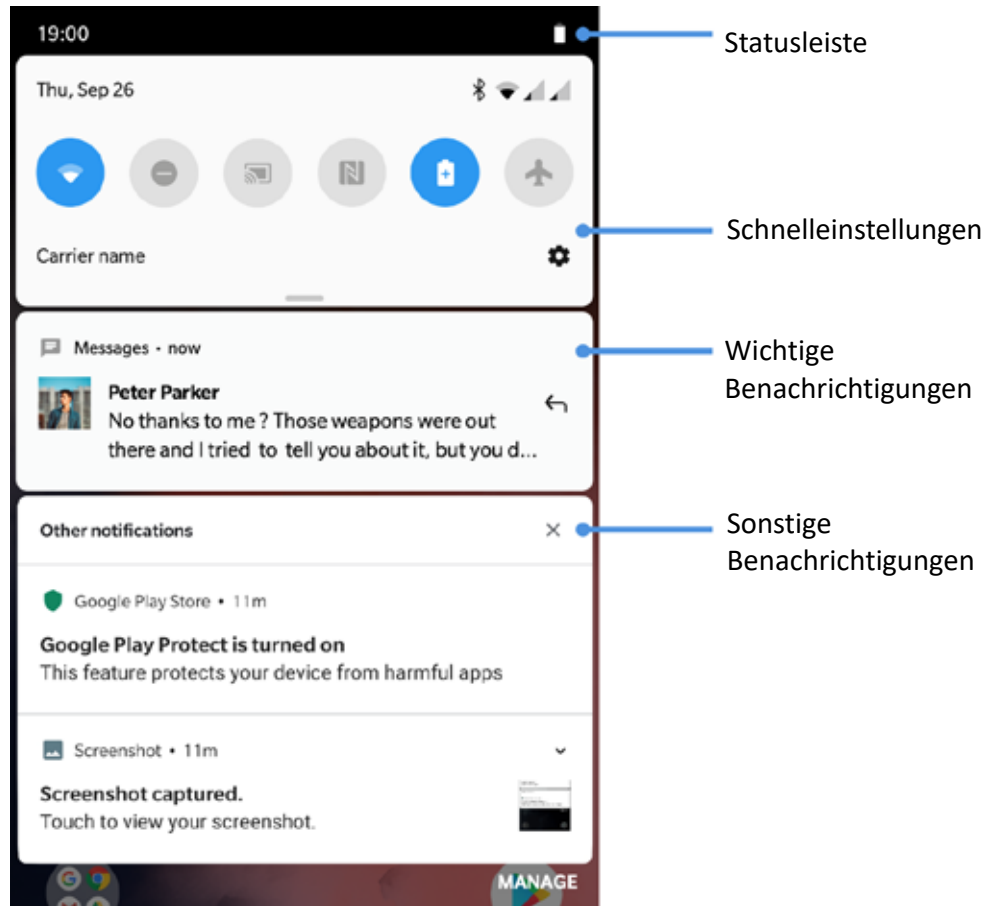 19:00
Statusleiste
Thu, Sep 26
Schnelleinstellungen
Carrier name
Messages - now
Wichtige
Benachrichtigungen
Peter Parker
No thanks to me ? Those weapons were out
there and I tried to tell you about it, but you d...
Other notifications
Sonstige
Benachrichtigungen
Google Play Store • 11m
Google Play Protect is turned on
This feature protects your device from harmful apps
Screenshot • 11m
Screenshot captured.
Touch to view your screenshot.
MANAGE